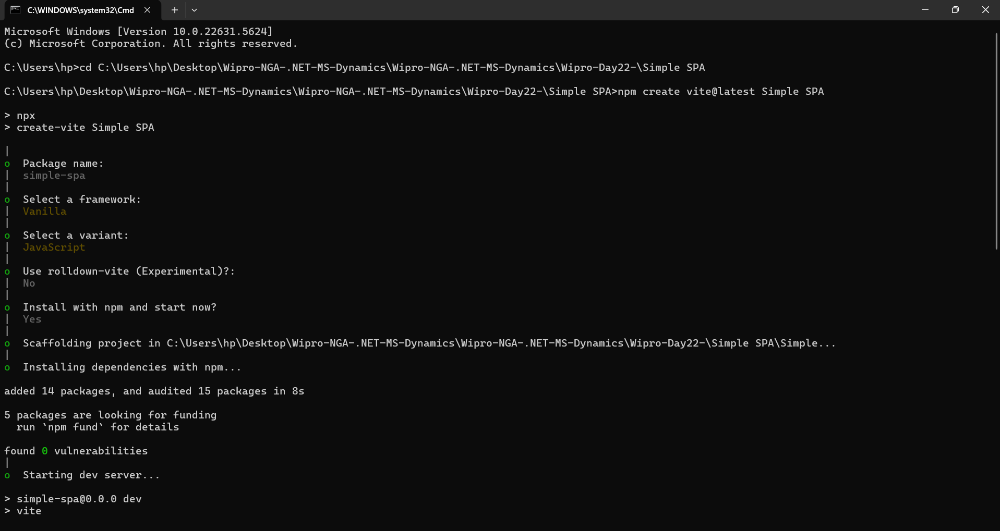 C:\WINDOWS\system32\Cmd
Microsoft Windows [Version 10.0.22631.5624]
(c) Microsoft Corporation. All rights reserved.
C:\Users\hp>cd C:\Users\hp\Desktop\Wipro-NGA-.NET-MS-Dynamics\Wipro-NGA-.NET-MS-Dynamics\Wipro-Day22-\Simple SPA
C:\Users\hp\Desktop\Wipro-NGA-.NET-MS-Dynamics\Wipro-NGA-.NET-MS-Dynamics\Wipro-Day22-\Simple SPA>npm create vite@latest Simple SPA
> npx
> create-vite Simple SPA
|
o  Package name:
|  simple-spa
|
o  Select a framework:
|  Vanilla
|
o  Select a variant:
|  JavaScript
|
o  Use rolldown-vite (Experimental)?:
|  No
|
o  Install with npm and start now?
|  Yes
|
o  Scaffolding project in C:\Users\hp\Desktop\Wipro-NGA-.NET-MS-Dynamics\Wipro-NGA-.NET-MS-Dynamics\Wipro-Day22-\Simple SPA\Simple...
|
o  Installing dependencies with npm...
added 14 packages, and audited 15 packages in 8s
5 packages are looking for funding
  run `npm fund` for details
found 0 vulnerabilities
|
o  Starting dev server...
> simple-spa@0.0.0 dev
> vite